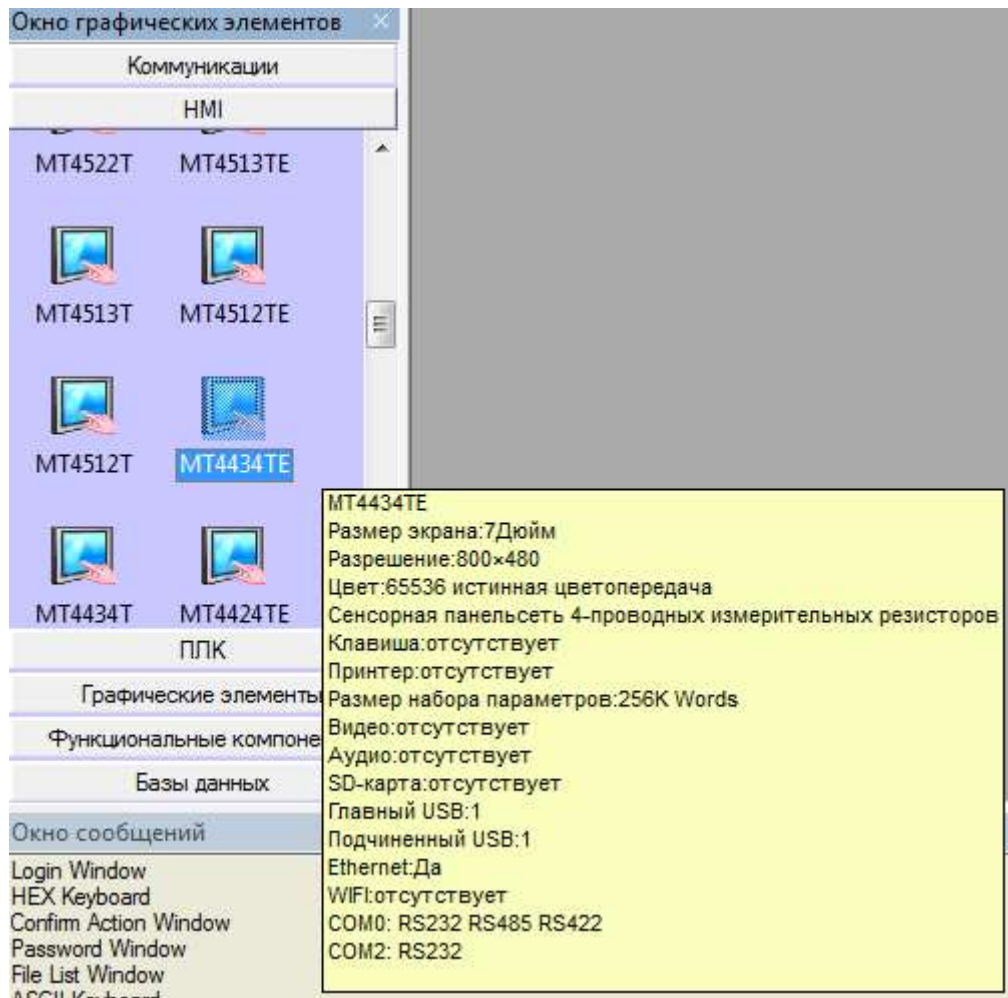 Окно графических элементов
Коммуникации
HMI
MT4522T MT4513TE
MT4513T MT4512TE
MT4512T MT4434TE
MT4434T MT4424TE
ПЛК
Графические элементы
Функциональные компоне
Базы данных
Окно сообщений
Login Window
HEX Keyboard
Confirm Action Window
Password Window
File List Window
ASCII Keyboard
MT4434TE
Размер экрана:7Дюйм
Разрешение:800×480
Цвет:65536 истинная цветопередача
Сенсорная панельсеть 4-проводных измерительных резисторов
Клавиша:отсутствует
Принтер:отсутствует
Размер набора параметров:256K Words
Видео:отсутствует
Аудио:отсутствует
SD-карта:отсутствует
Главный USB:1
Подчиненный USB:1
Ethernet:Да
WIFI:отсутствует
COM0: RS232 RS485 RS422
COM2: RS232